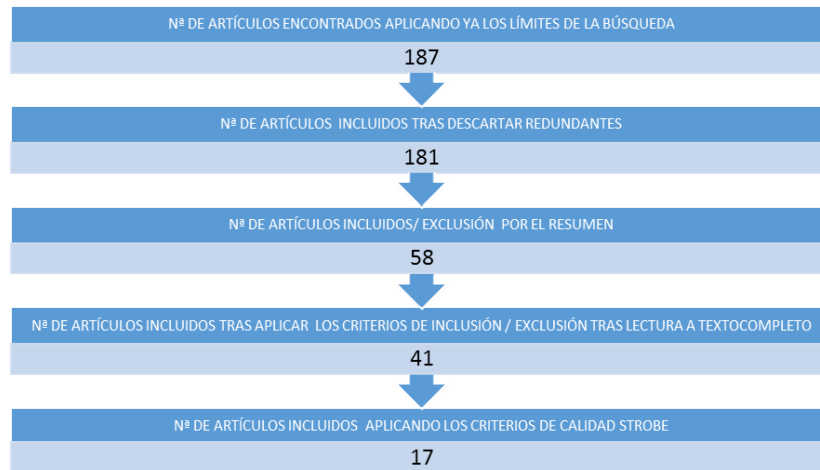 Nª DE ARTÍCULOS ENCONTRADOS APLICANDO YA LOS LÍMITES DE LA BÚSQUEDA
187
Nª DE ARTÍCULOS INCLUIDOS TRAS DESCARTAR REDUNDANTES
181
Nª DE ARTÍCULOS INCLUIDOS/ EXCLUSIÓN POR EL RESUMEN
58
Nª DE ARTÍCULOS INCLUIDOS TRAS APLICAR LOS CRITERIOS DE INCLUSIÓN / EXCLUSIÓN TRAS LECTURA A TEXTOCOMPLETO
41
Nª DE ARTÍCULOS INCLUIDOS APLICANDO LOS CRITERIOS DE CALIDAD STROBE
17